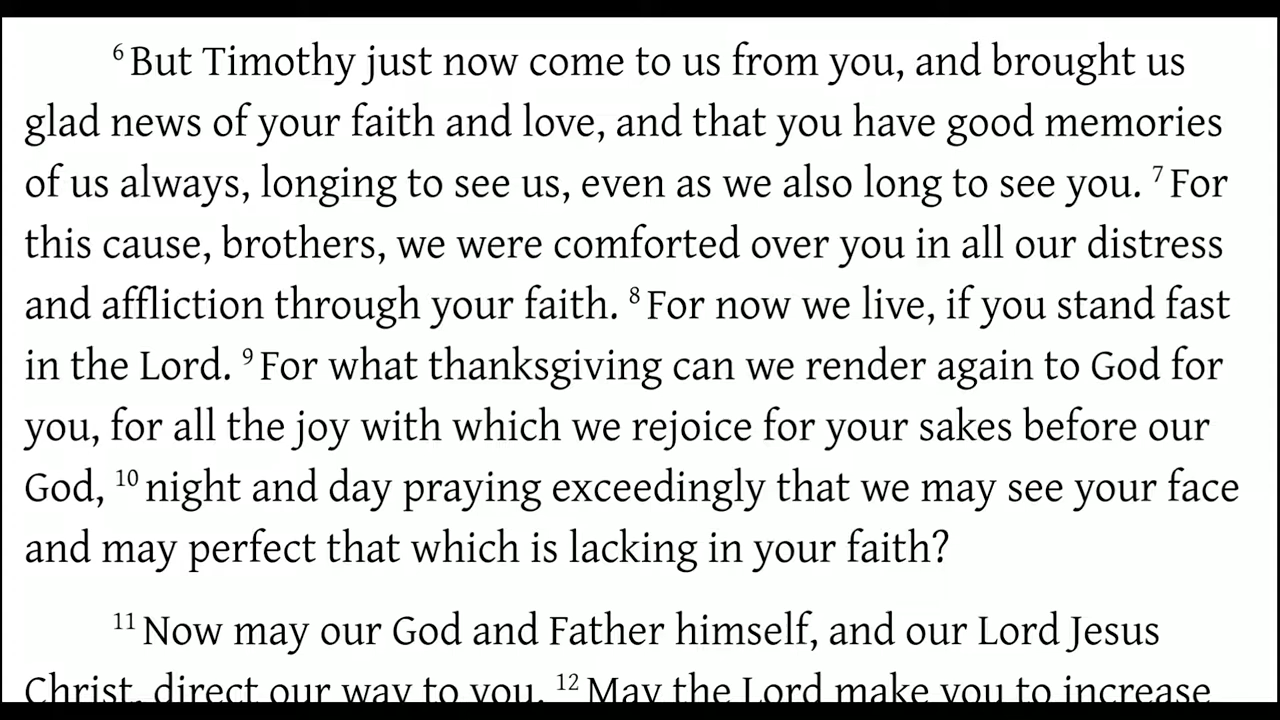 6 But Timothy just now come to us from you, and brought us
glad news of your faith and love, and that you have good memories
of us always, longing to see us, even as we also long to see you. 7 For
this cause, brothers, we were comforted over you in all our distress
and affliction through your faith. 8 For now we live, if you stand fast
in the Lord. 9 For what thanksgiving can we render again to God for
you, for all the joy with which we rejoice for your sakes before our
God, 10 night and day praying exceedingly that we may see your face
and may perfect that which is lacking in your faith?
11 Now may our God and Father himself, and our Lord Jesus
Christ, direct our way to you. 12 May the Lord make you to increase